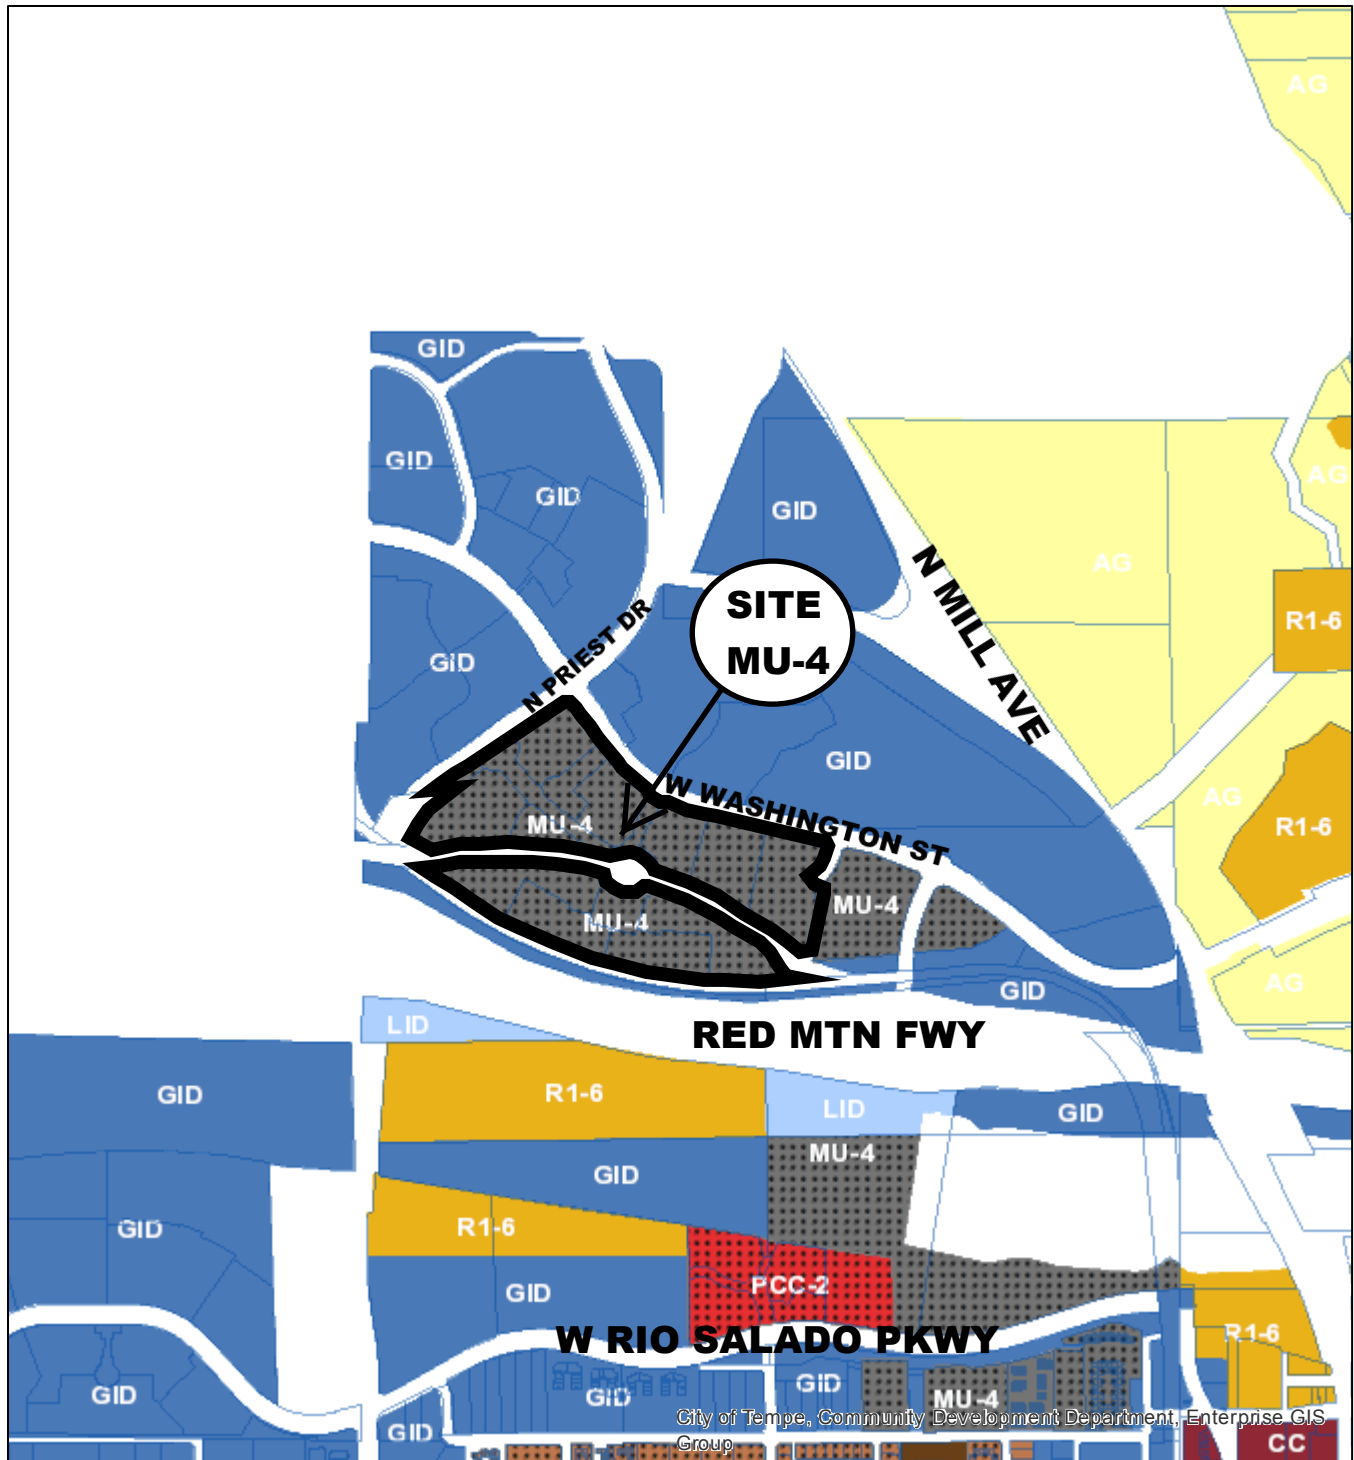 AG
GID
GID
AG
GID
GID
N MILL AVE
AG
SITE
MU-4
N PRIEST DR
R1-6
GID
GID
W WASHINGTON ST
AG
MU-4
R1-6
MU-4
MU-4
AG
GID
LID
RED MTN FWY
GID
R1-6
LID
GID
MU-4
GID
GID
R1-6
PCC-2
GID
W RIO SALADO PKWY
R1-6
GID
GID
GID
MU-4
City of Tempe, Community Development Department, Enterprise GIS
Group
GID
CC